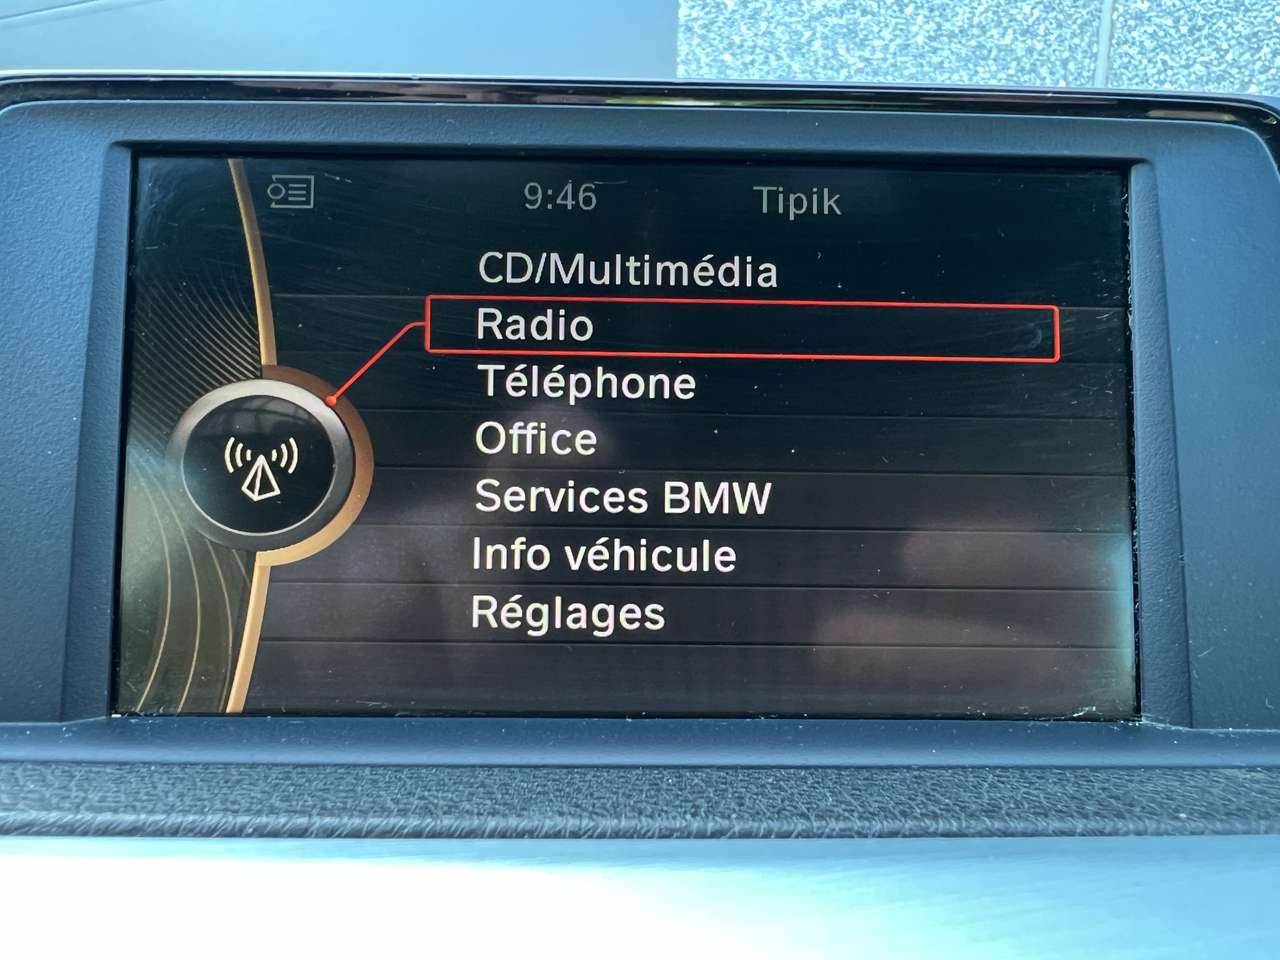 9:46 Tipik
CD/Multimédia
Radio
Téléphone
Office
Services BMW
Info véhicule
Réglages